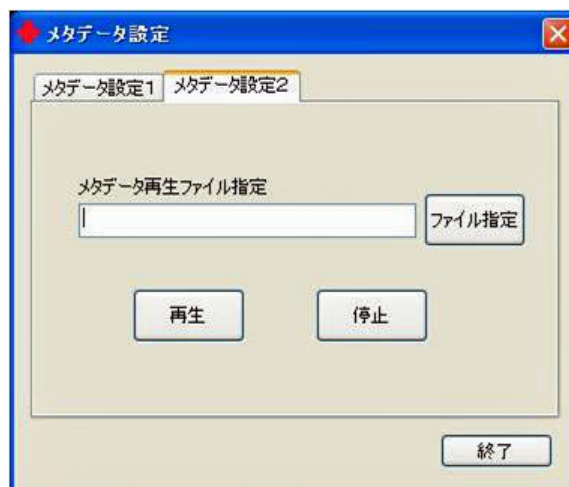 メタデータ設定
メタデータ設定1 メタデータ設定2
メタデータ再生ファイル指定
ファイル指定
再生 停止
終了